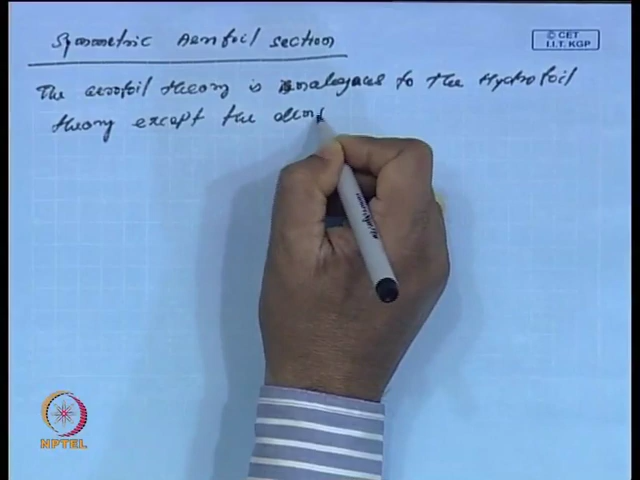 Symmetric Aerofoil section
© CET
I.I.T. KGP
The aerofoil theory is analogous to the Hydrofoil
theory except the
NPTEL